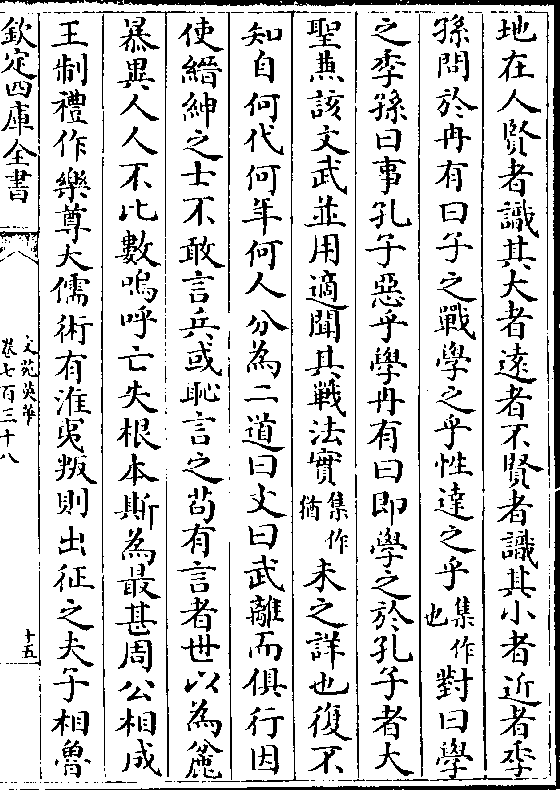 地在人賢者識其大者遠者不賢者識其小者近者季
孫問於冉有曰子之戰學之乎性達之乎集作也對曰學
之季孫曰事孔子惡乎學冉有曰即學之於孔子者大
聖兼該文武並用適聞其戰法實集作猶未之詳也復不
知自何代何年何人分為二道曰文曰武離而俱行因
使縉紳之士不敢言兵或恥言之茍有言者世以為麄
暴異人人不比數嗚呼亡失根本斯為最甚周公相成
王制禮作樂尊大儒術有淮夷叛則出征之夫子相魯
欽定四庫全書
文苑英華
卷七百三十八
十五